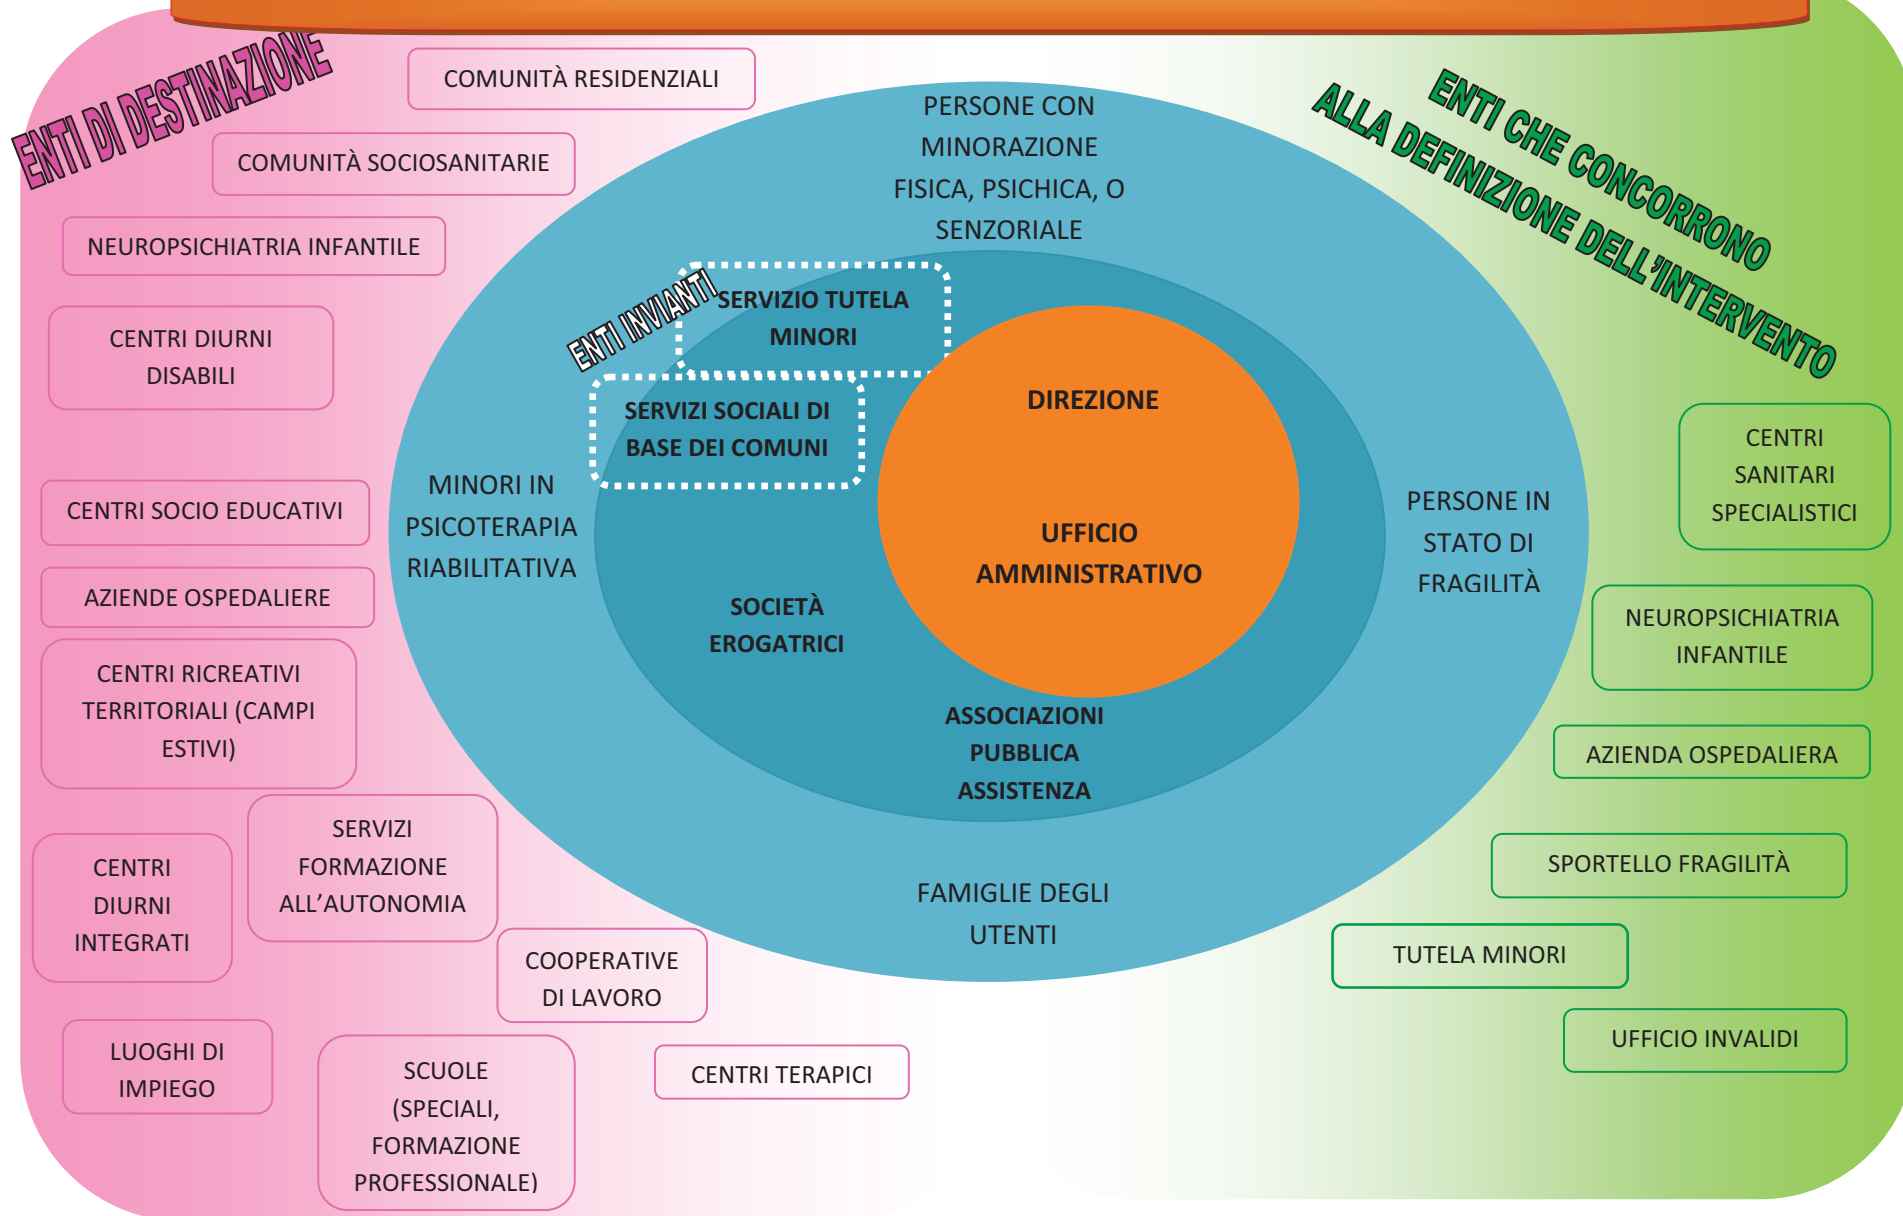 ENTI DI DESTINAZIONE
COMUNITÀ RESIDENZIALI
COMUNITÀ SOCIOSANITARIE
NEUROPSICHIATRIA INFANTILE
CENTRI DIURNI
DISABILI
CENTRI SOCIO EDUCATIVI
AZIENDE OSPEDALIERE
CENTRI RICREATIVI
TERRITORIALI (CAMPI
ESTIVI)
SERVIZI
FORMAZIONE
ALL’AUTONOMIA
CENTRI
DIURNI
INTEGRATI
COOPERATIVE
DI LAVORO
LUOGHI DI
IMPIEGO
SCUOLE
(SPECIALI,
FORMAZIONE
PROFESSIONALE)
CENTRI TERAPICI
PERSONE CON
MINORAZIONE
FISICA, PSICHICA, O
SENZORIALE
MINORI IN
PSICOTERAPIA
RIABILITATIVA
PERSONE IN
STATO DI
FRAGILITÀ
FAMIGLIE DEGLI
UTENTI
ENTI INVIANTI
SERVIZIO TUTELA
MINORI
SERVIZI SOCIALI DI
BASE DEI COMUNI
SOCIETÀ
EROGATRICI
ASSOCIAZIONI
PUBBLICA
ASSISTENZA
DIREZIONE
UFFICIO
AMMINISTRATIVO
ENTI CHE CONCORRONO
ALLA DEFINIZIONE DELL’INTERVENTO
CENTRI
SANITARI
SPECIALISTICI
NEUROPSICHIATRIA
INFANTILE
AZIENDA OSPEDALIERA
SPORTELLO FRAGILITÀ
TUTELA MINORI
UFFICIO INVALIDI